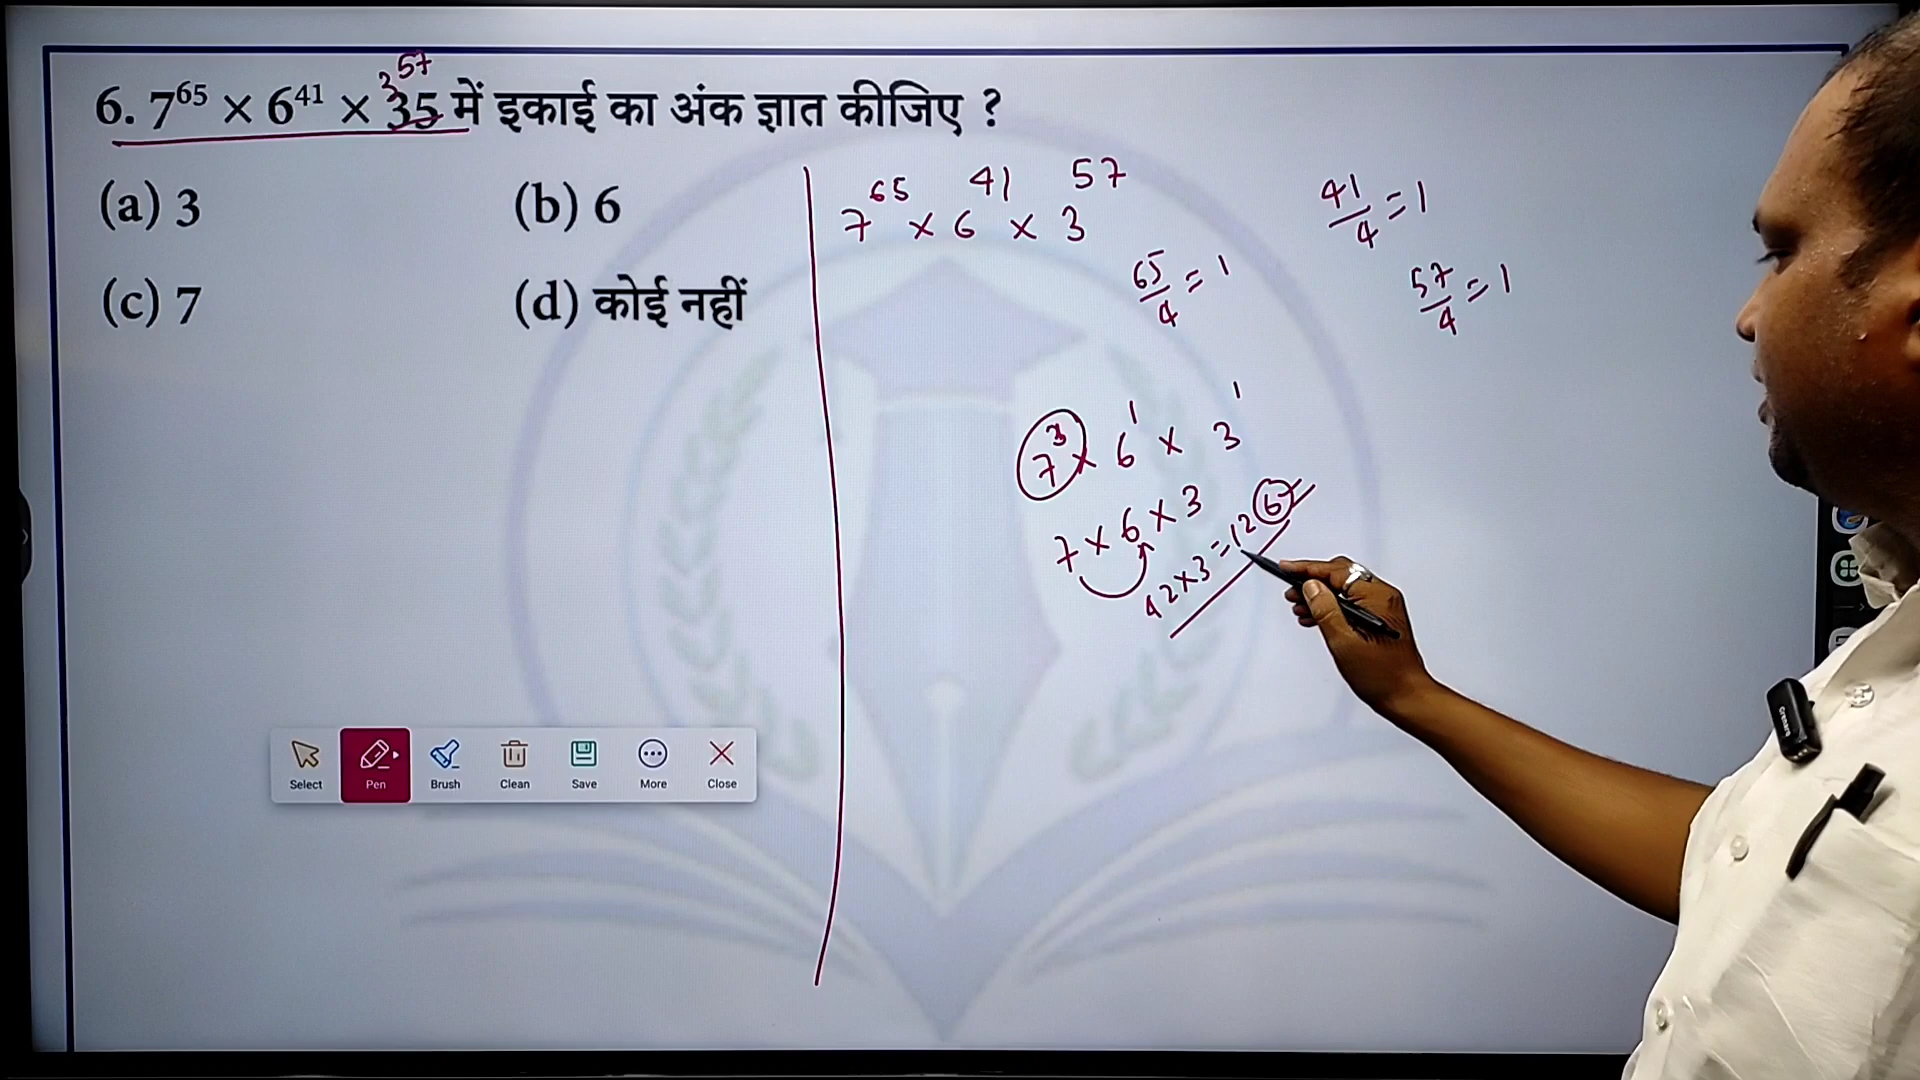 6. 7⁶⁵ × 6⁴¹ × 35 3⁵⁷ में इकाई का अंक ज्ञात कीजिए ?
(a) 3 (b) 6
(c) 7 (d) कोई नहीं
7⁶⁵ × 6⁴¹ × 3⁵⁷
65/4 = 1
41/4 = 1
57/4 = 1
7³ × 6¹ × 3¹
7 × 6 × 3
42 × 3 = 126
Select Pen Brush Clean Save More Close